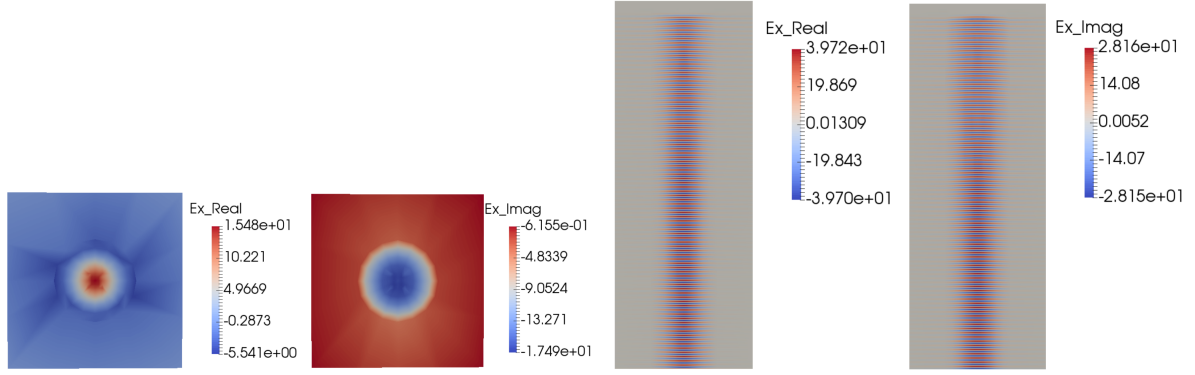 Ex_Real
1.548e+01
10.221
4.9669
-0.2873
-5.541e+00
Ex_Imag
-6.155e-01
-4.8339
-9.0524
-13.271
-1.749e+01
Ex_Real
3.972e+01
19.869
0.01309
-19.843
-3.970e+01
Ex_Imag
2.816e+01
14.08
0.0052
-14.07
-2.815e+01